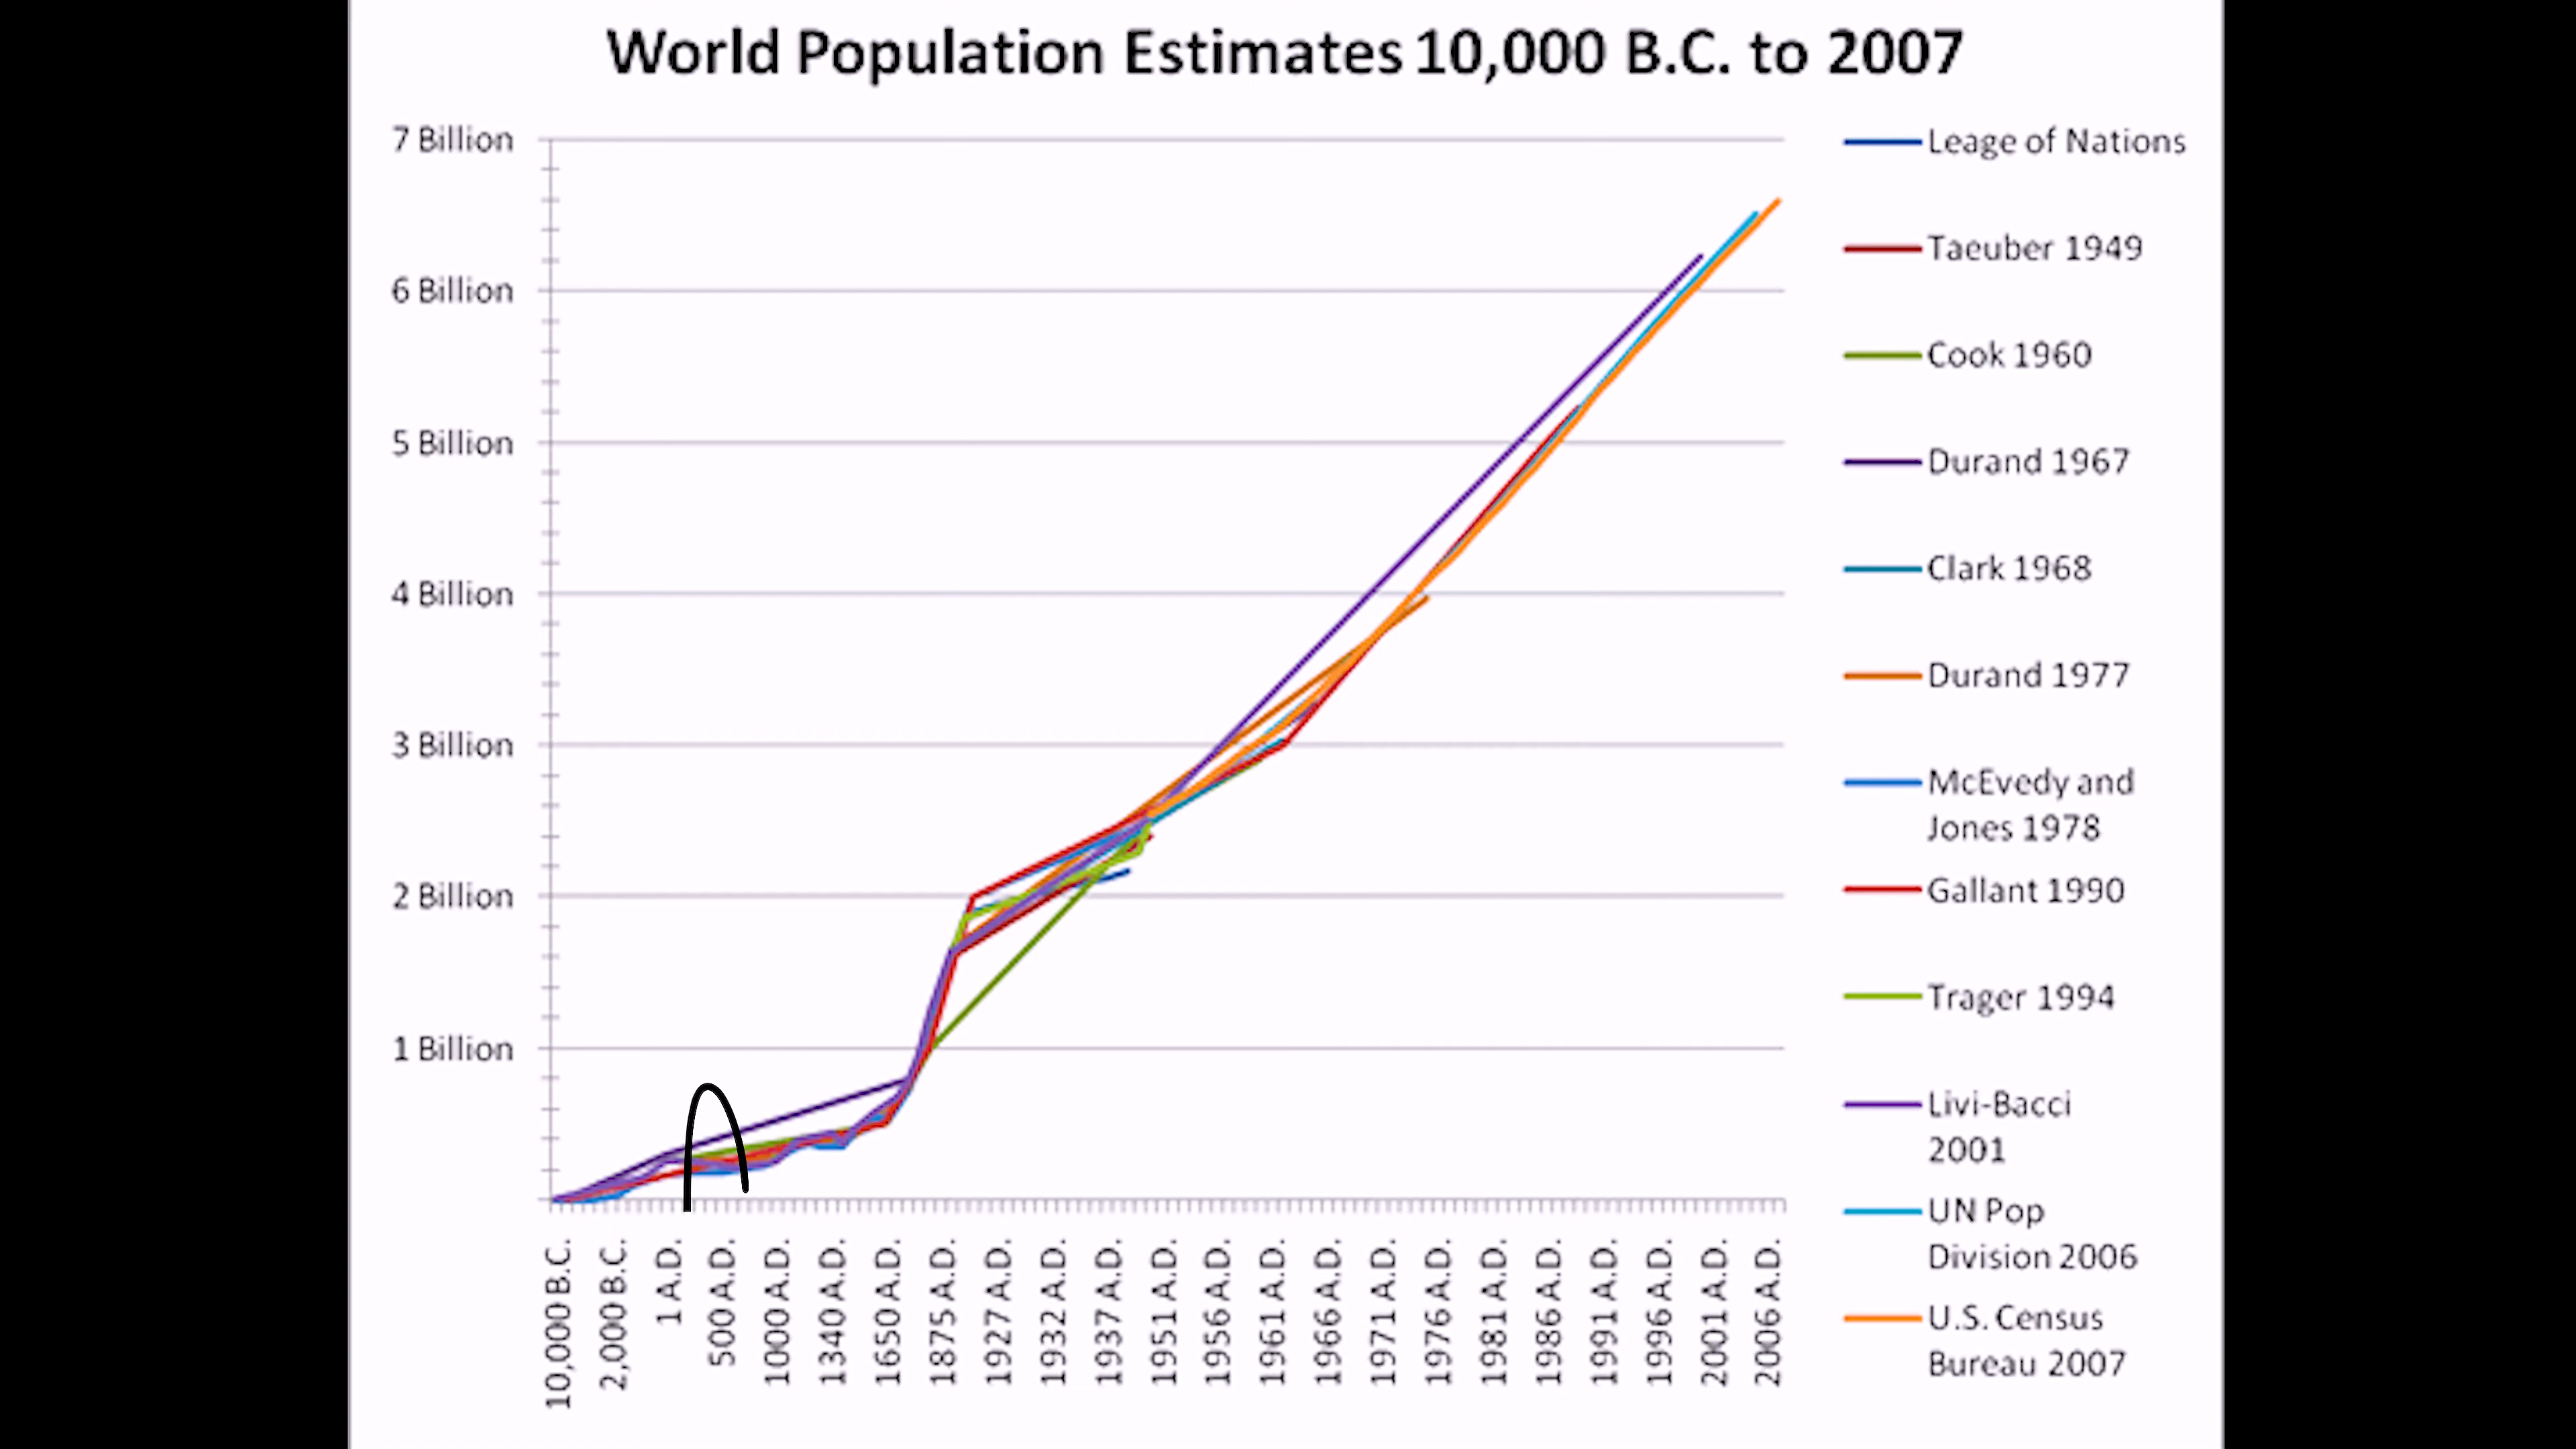 World Population Estimates 10,000 B.C. to 2007
7 Billion
6 Billion
5 Billion
4 Billion
3 Billion
2 Billion
1 Billion
10,000 B.C.
2,000 B.C.
1 A.D.
500 A.D.
1000 A.D.
1340 A.D.
1650 A.D.
1875 A.D.
1927 A.D.
1932 A.D.
1937 A.D.
1951 A.D.
1956 A.D.
1961 A.D.
1966 A.D.
1971 A.D.
1976 A.D.
1981 A.D.
1986 A.D.
1991 A.D.
1996 A.D.
2001 A.D.
2006 A.D.
Leage of Nations
Taeuber 1949
Cook 1960
Durand 1967
Clark 1968
Durand 1977
McEvedy and
Jones 1978
Gallant 1990
Trager 1994
Livi-Bacci
2001
UN Pop
Division 2006
U.S. Census
Bureau 2007